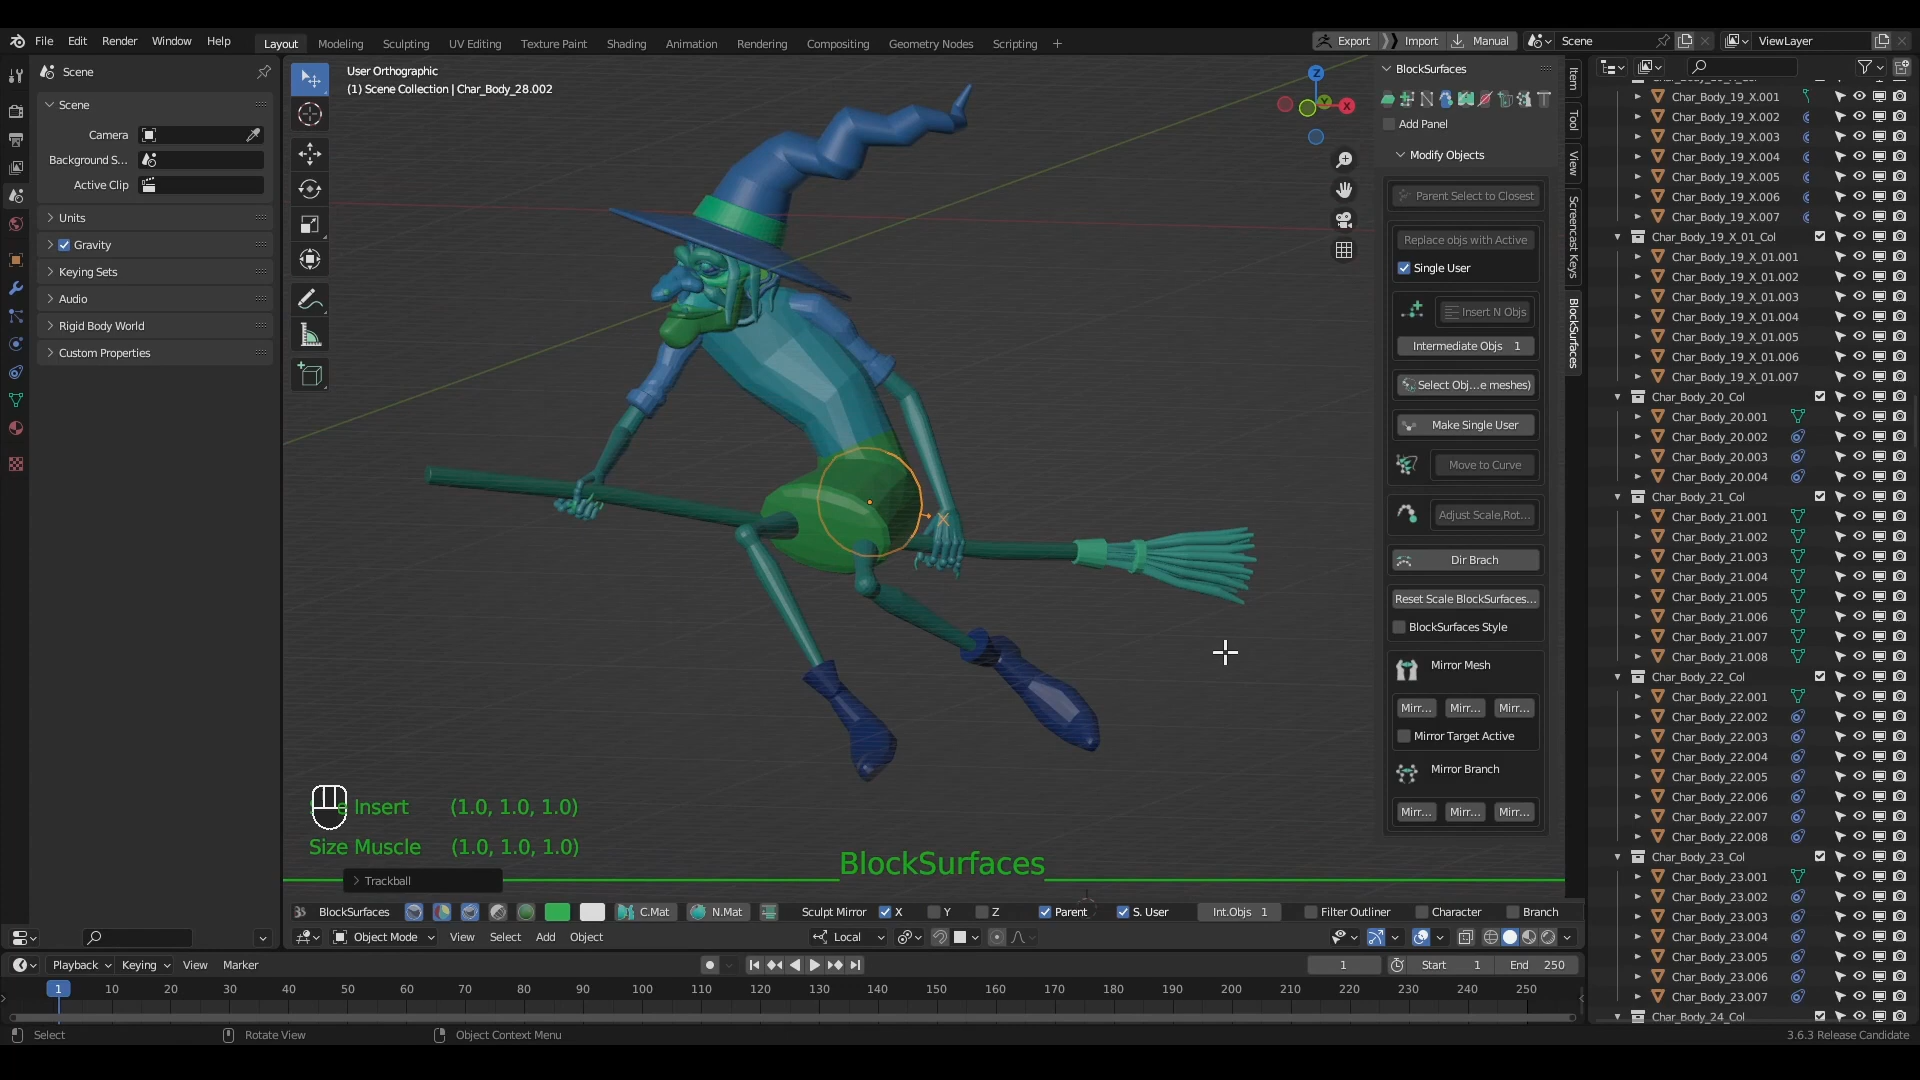 File Edit Render Window Help Layout Modeling Sculpting UV Editing Texture Paint Shading Animation Rendering Compositing Geometry Nodes Scripting + Export Import Manual Scene ViewLayer
Scene
Scene
Camera
Background S...
Active Clip
Units
Gravity
Keying Sets
Audio
Rigid Body World
Custom Properties
User Orthographic
(1) Scene Collection | Char_Body_28.002
Z
Y
X
Insert (1.0, 1.0, 1.0)
Size Muscle (1.0, 1.0, 1.0)
BlockSurfaces
Trackball
BlockSurfaces
Add Panel
Modify Objects
Parent Select to Closest
Replace objs with Active
Single User
Insert N Objs
Intermediate Objs 1
Select Obj...e meshes)
Make Single User
Move to Curve
Adjust Scale,Rot...
Dir Brach
Reset Scale BlockSurfaces...
BlockSurfaces Style
Mirror Mesh
Mirr... Mirr... Mirr...
Mirror Target Active
Mirror Branch
Mirr... Mirr... Mirr...
Item
Tool
View
Screencast Keys
BlockSurfaces
Char_Body_19_X.001
Char_Body_19_X.002
Char_Body_19_X.003
Char_Body_19_X.004
Char_Body_19_X.005
Char_Body_19_X.006
Char_Body_19_X.007
Char_Body_19_X_01_Col
Char_Body_19_X_01.001
Char_Body_19_X_01.002
Char_Body_19_X_01.003
Char_Body_19_X_01.004
Char_Body_19_X_01.005
Char_Body_19_X_01.006
Char_Body_19_X_01.007
Char_Body_20_Col
Char_Body_20.001
Char_Body_20.002
Char_Body_20.003
Char_Body_20.004
Char_Body_21_Col
Char_Body_21.001
Char_Body_21.002
Char_Body_21.003
Char_Body_21.004
Char_Body_21.005
Char_Body_21.006
Char_Body_21.007
Char_Body_21.008
Char_Body_22_Col
Char_Body_22.001
Char_Body_22.002
Char_Body_22.003
Char_Body_22.004
Char_Body_22.005
Char_Body_22.006
Char_Body_22.007
Char_Body_22.008
Char_Body_23_Col
Char_Body_23.001
Char_Body_23.002
Char_Body_23.003
Char_Body_23.004
Char_Body_23.005
Char_Body_23.006
Char_Body_23.007
Char_Body_24_Col
BlockSurfaces C.Mat N.Mat Sculpt Mirror X Y Z Parent S. User Int.Objs 1 Filter Outliner Character Branch
Object Mode View Select Add Object Local
Playback Keying View Marker 1 Start 1 End 250
1 10 20 30 40 50 60 70 80 90 100 110 120 130 140 150 160 170 180 190 200 210 220 230 240 250
Select Rotate View Object Context Menu 3.6.3 Release Candidate